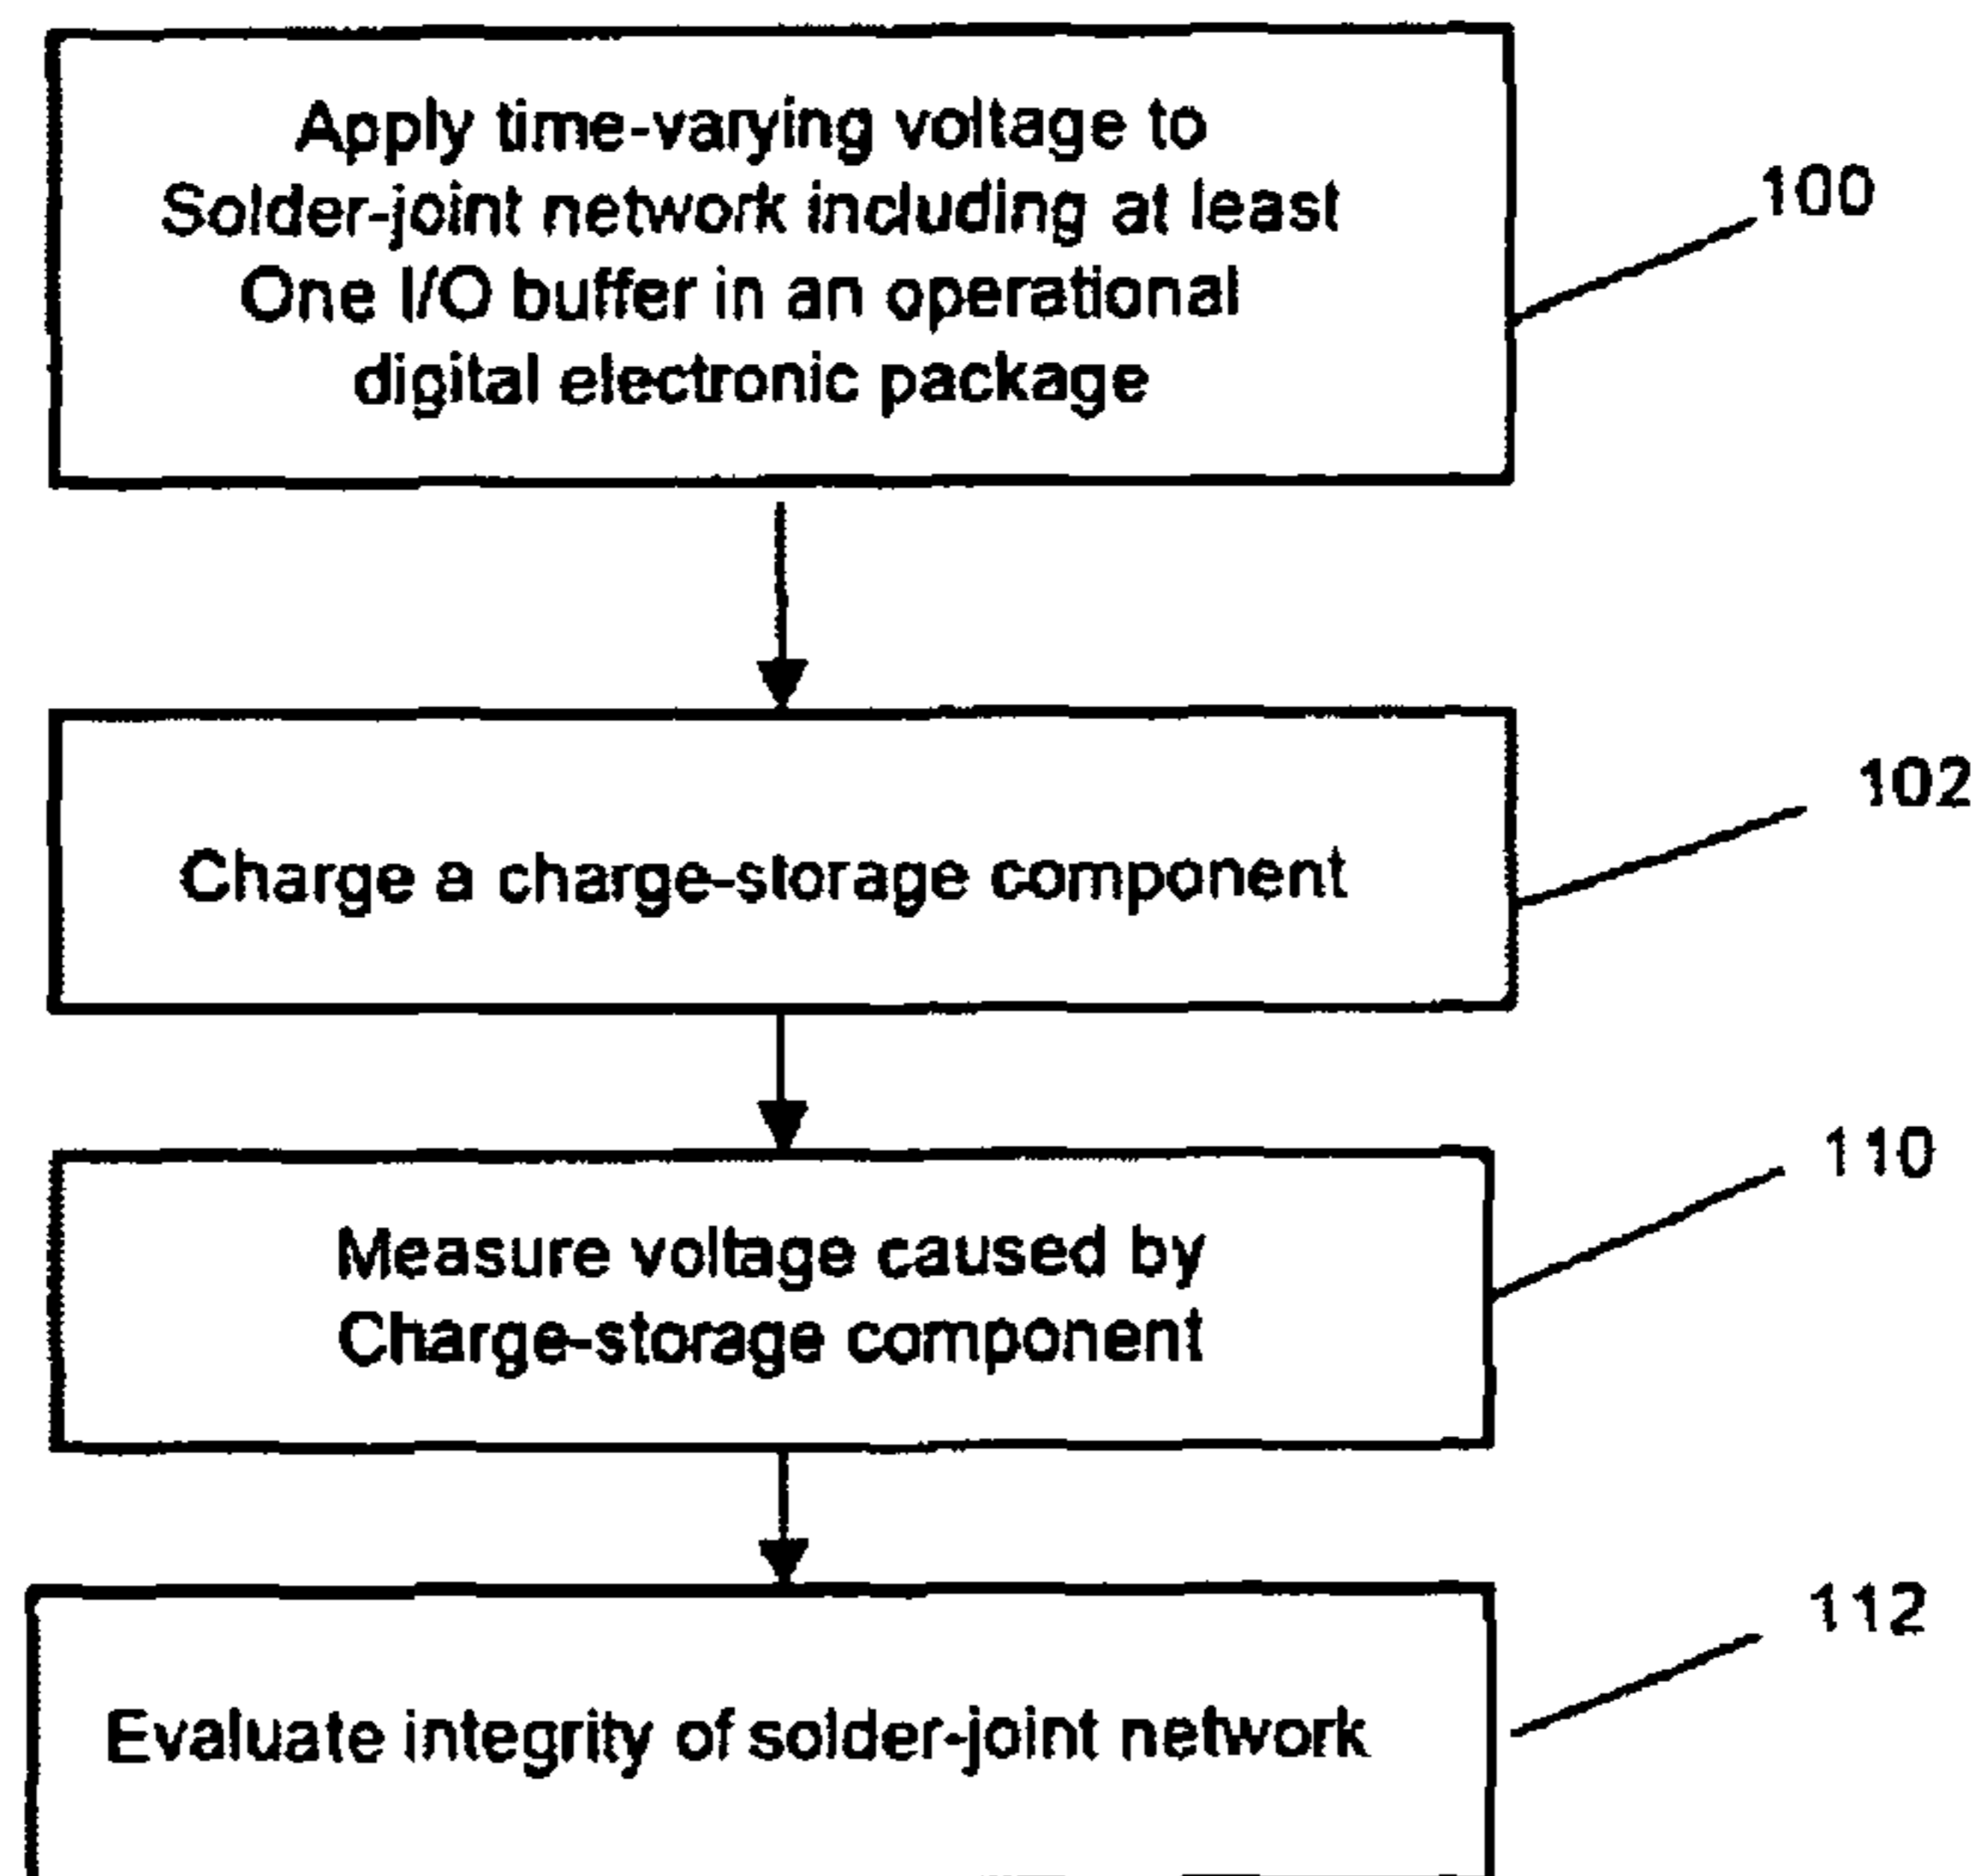 Apply time-varying voltage to
Solder-joint network including at least
One I/O buffer in an operational
digital electronic package
100
Charge a charge-storage component
102
Measure voltage caused by
Charge-storage component
110
Evaluate integrity of solder-joint network
112